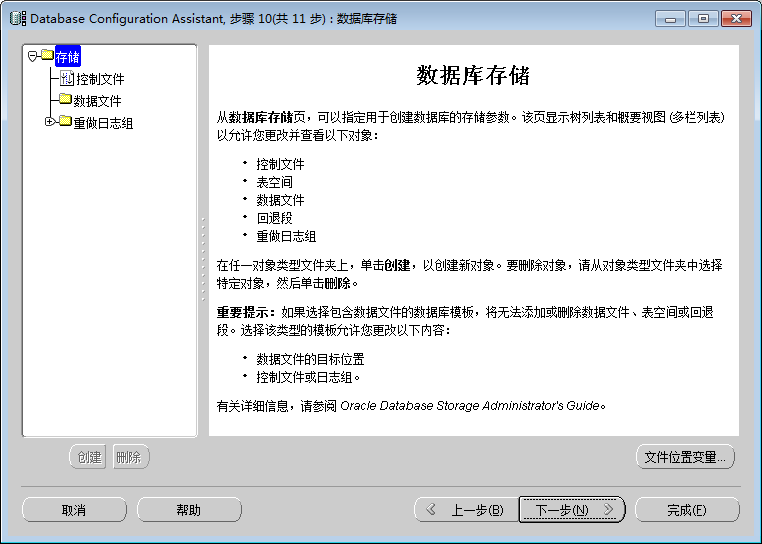 Database Configuration Assistant, 步骤 10(共 11 步) : 数据库存储
存储
控制文件
数据文件
重做日志组
数据库存储
从数据库存储页，可以指定用于创建数据库的存储参数。该页显示树列表和概要视图 (多栏列表)
以允许您更改并查看以下对象：
• 控制文件
• 表空间
• 数据文件
• 回退段
• 重做日志组
在任一对象类型文件夹上，单击创建，以创建新对象。要删除对象，请从对象类型文件夹中选择
特定对象，然后单击删除。
重要提示：如果选择包含数据文件的数据库模板，将无法添加或删除数据文件、表空间或回退
段。选择该类型的模板允许您更改以下内容：
• 数据文件的目标位置
• 控制文件或日志组。
有关详细信息，请参阅 Oracle Database Storage Administrator's Guide。
创建 删除 文件位置变量...
取消 帮助 上一步(B) 下一步(N) 完成(F)